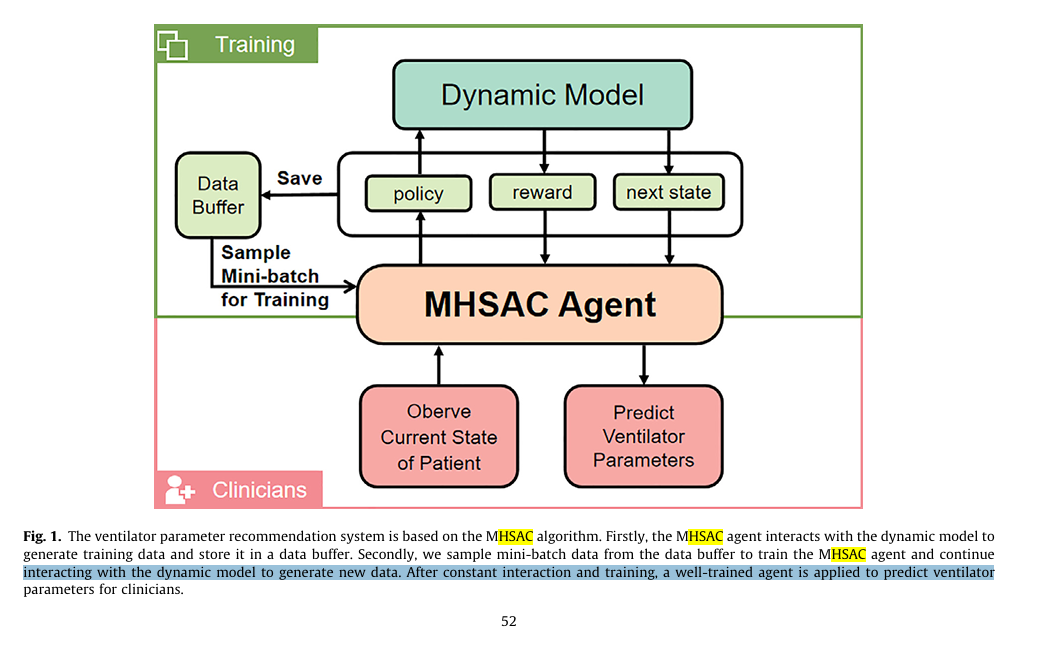 Training
Dynamic Model
Data
Buffer
Save
policy
reward
next state
Sample
Mini-batch
for Training
MHSAC Agent
Oberve
Current State
of Patient
Predict
Ventilator
Parameters
Clinicians
Fig. 1. The ventilator parameter recommendation system is based on the MHSAC algorithm. Firstly, the MHSAC agent interacts with the dynamic model to
generate training data and store it in a data buffer. Secondly, we sample mini-batch data from the data buffer to train the MHSAC agent and continue
interacting with the dynamic model to generate new data. After constant interaction and training, a well-trained agent is applied to predict ventilator
parameters for clinicians.
52